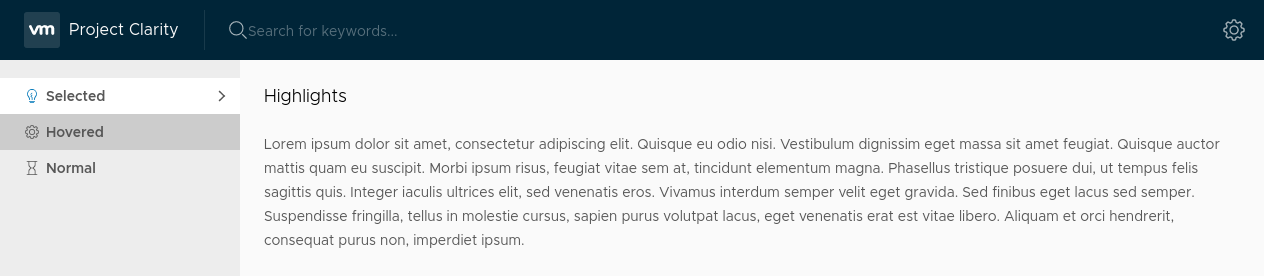 vm Project Clarity Search for keywords...
Selected
Hovered
Normal
Highlights
Lorem ipsum dolor sit amet, consectetur adipiscing elit. Quisque eu odio nisi. Vestibulum dignissim eget massa sit amet feugiat. Quisque auctor
mattis quam eu suscipit. Morbi ipsum risus, feugiat vitae sem at, tincidunt elementum magna. Phasellus tristique posuere dui, ut tempus felis
sagittis quis. Integer iaculis ultrices elit, sed venenatis eros. Vivamus interdum semper velit eget gravida. Sed finibus eget lacus sed semper.
Suspendisse fringilla, tellus in molestie cursus, sapien purus volutpat lacus, eget venenatis erat est vitae libero. Aliquam et orci hendrerit,
consequat purus non, imperdiet ipsum.